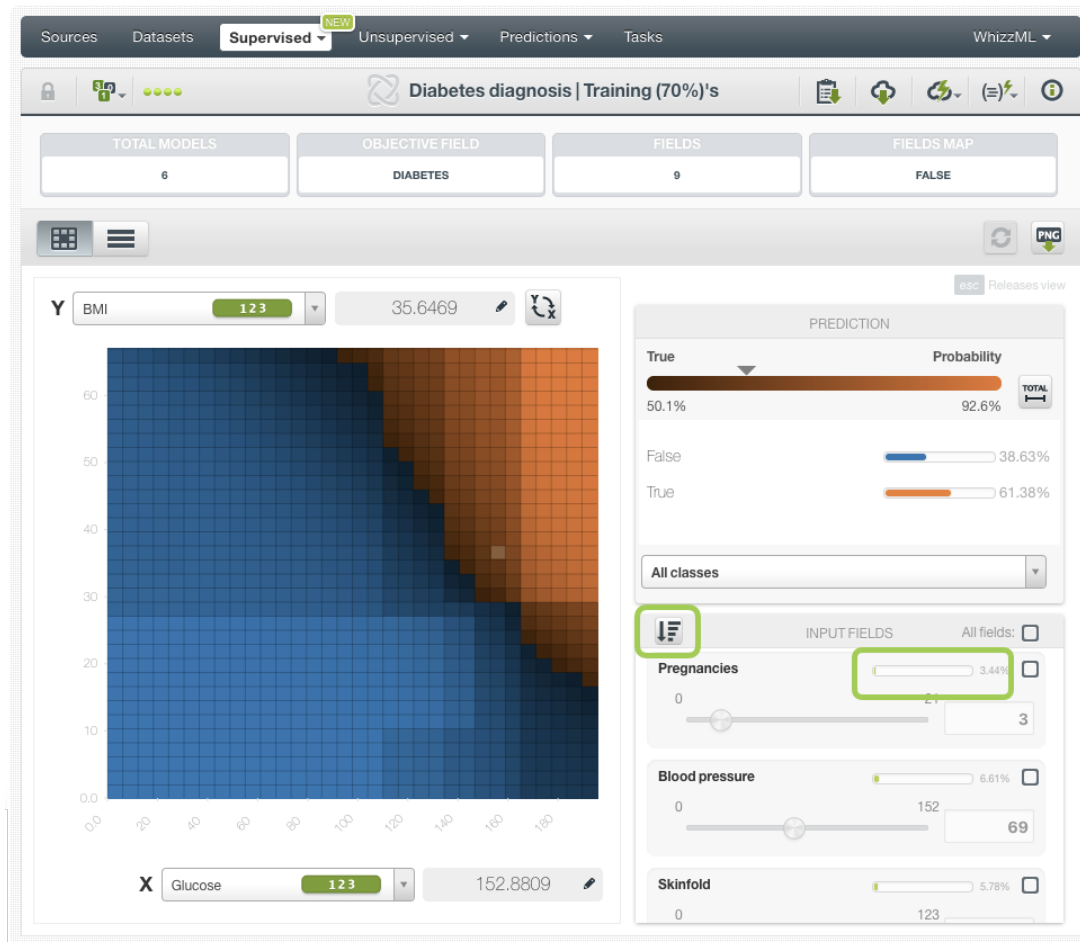 NEW
Sources Datasets Supervised Unsupervised Predictions Tasks WhizzML
Diabetes diagnosis | Training (70%)'s
TOTAL MODELS OBJECTIVE FIELD FIELDS FIELDS MAP
6 DIABETES 9 FALSE
PNG
esc Releases view
Y BMI 123 35.6469 Y X
PREDICTION
True Probability
TOTAL
50.1% 92.6%
False 38.63%
True 61.38%
All classes
INPUT FIELDS All fields:
Pregnancies 3.44%
0 21
3
Blood pressure 6.61%
0 152
69
Skinfold 5.78%
0 123
60
50
40
30
20
10
0.0
0.0 20 40 60 80 100 120 140 160 180
X Glucose 123 152.8809